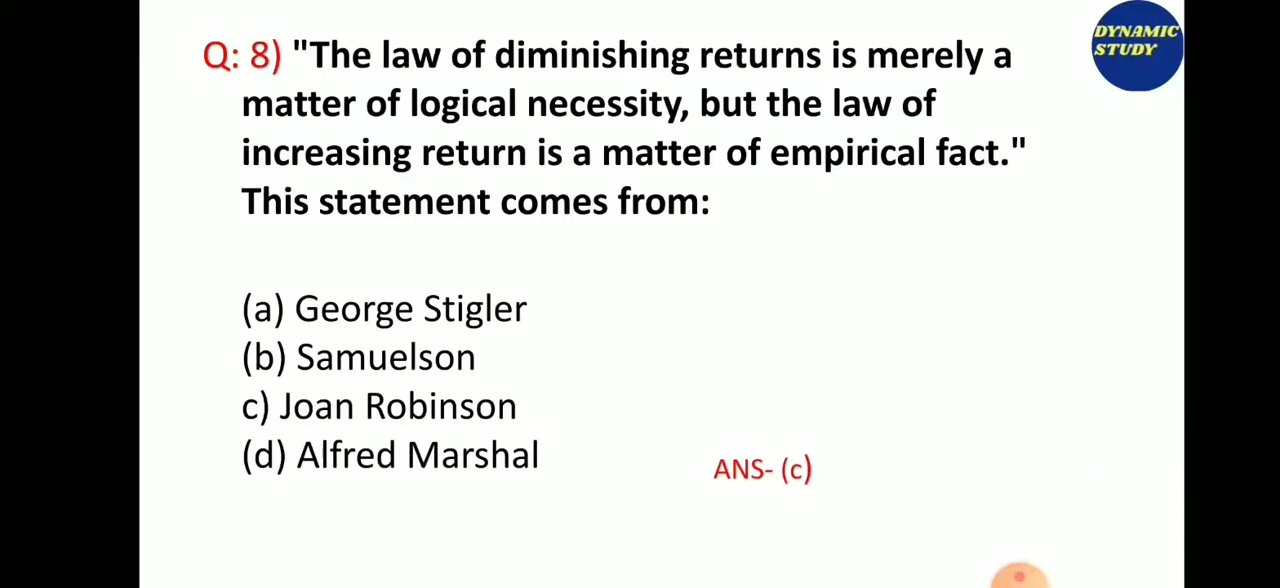 DYNAMIC
STUDY
Q: 8) "The law of diminishing returns is merely a
matter of logical necessity, but the law of
increasing return is a matter of empirical fact."
This statement comes from:
(a) George Stigler
(b) Samuelson
c) Joan Robinson
(d) Alfred Marshal
ANS- (c)